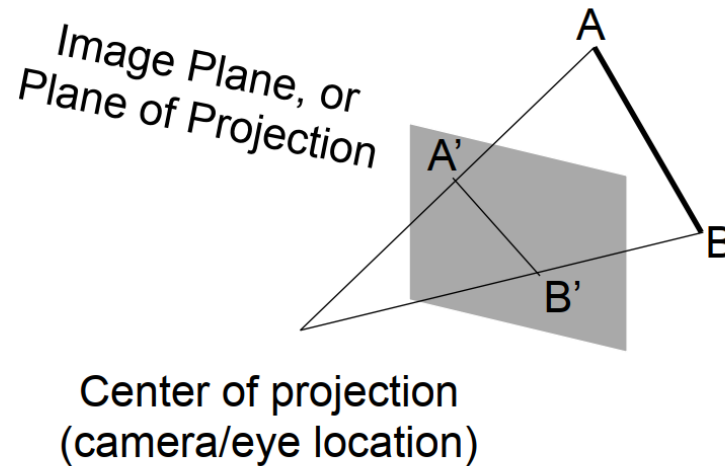 A
Image Plane, or
Plane of Projection
A’
B
B’
Center of projection
(camera/eye location)